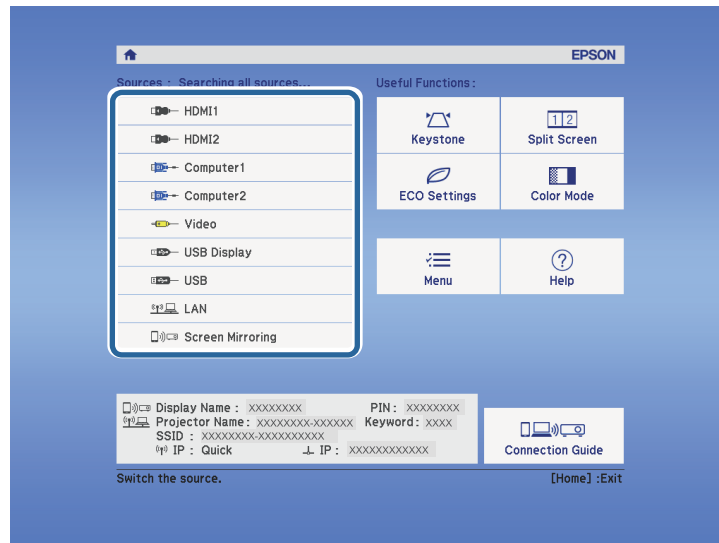 EPSON
Sources : Searching all sources...
Useful Functions :
HDMI1
HDMI2
Computer1
Computer2
Video
USB Display
USB
LAN
Screen Mirroring
Keystone
1 2
Split Screen
ECO Settings
Color Mode
Menu
?
Help
Display Name : XXXXXXXX PIN : XXXXXXXX
Projector Name : XXXXXXXX-XXXXXX Keyword : XXXX
SSID : XXXXXXXX-XXXXXXXXXX
IP : Quick IP : XXXXXXXXXXXX
Connection Guide
Switch the source. [Home] :Exit